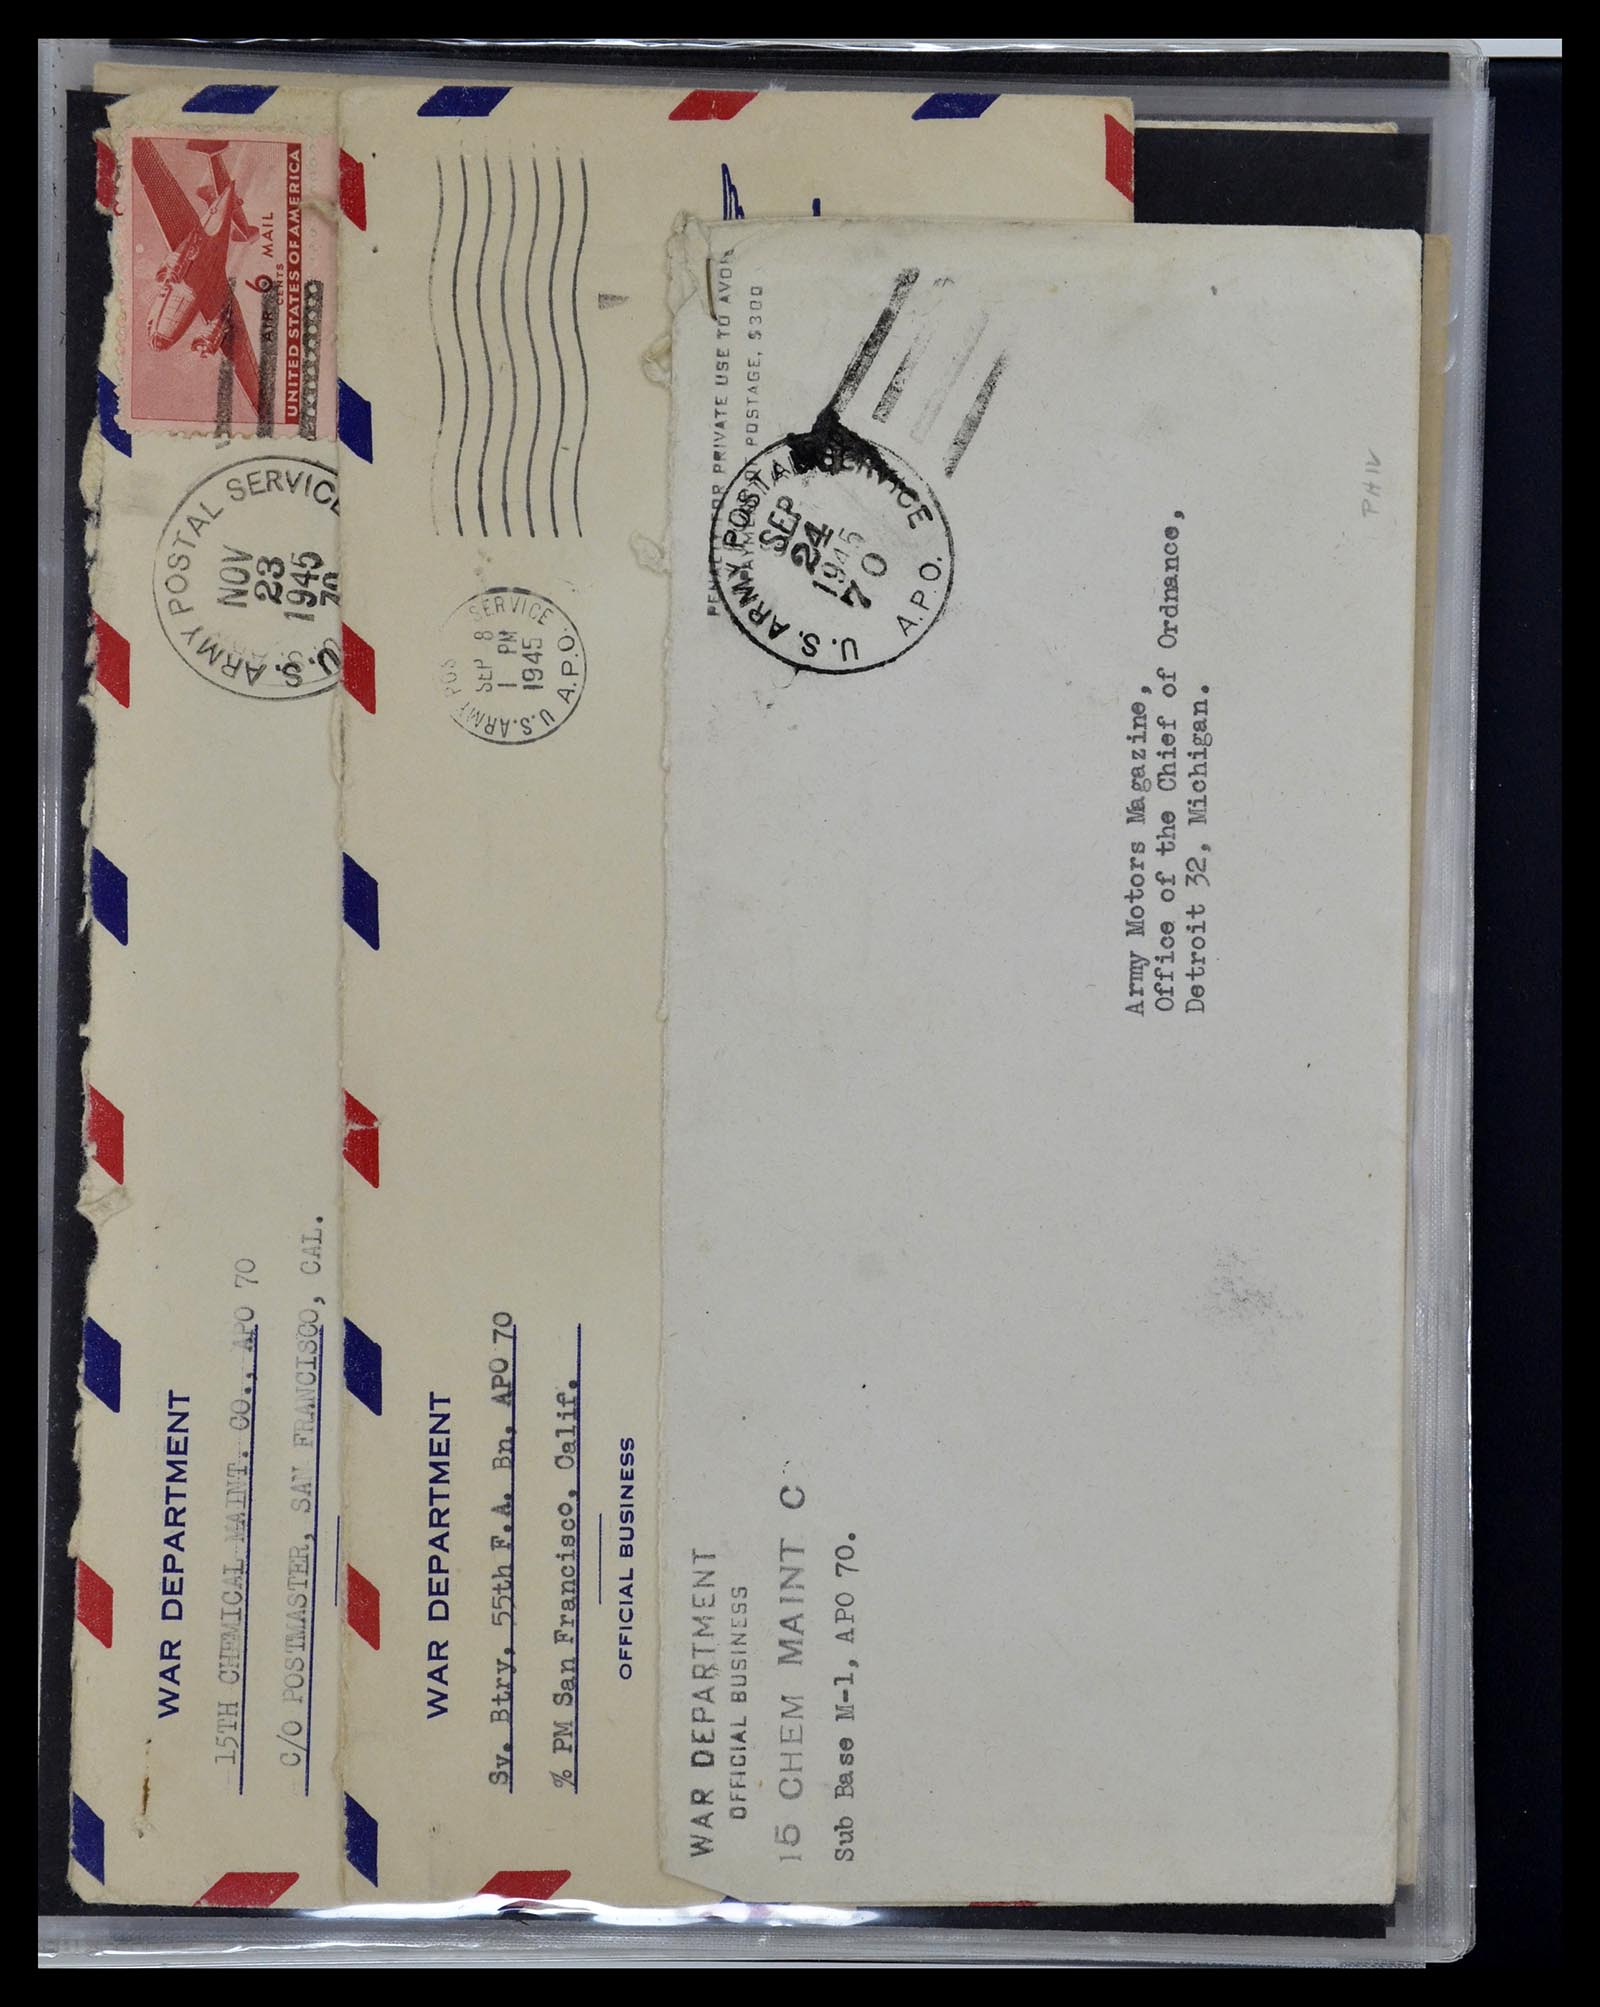 WAR DEPARTMENT
15TH CHEMICAL MAINT. CO., APO 70
C/O POSTMASTER, SAN FRANCISCO, CAL.
U.S. ARMY POSTAL SERVICE
NOV
23
1945
70
AIR 6 MAIL
CENTS
UNITED STATES OF AMERICA
WAR DEPARTMENT
Sv. Btry, 55th F.A. Bn, APO 70
% PM San Francisco, Calif.
OFFICIAL BUSINESS
U.S. ARMY POS SERVICE
SEP 8
1 PM
1945
A.P.O.
WAR DEPARTMENT
OFFICIAL BUSINESS
15 CHEM MAINT C
Sub Base M-1, APO 70.
PENALTY FOR PRIVATE USE TO AVOI
PAYMENT OF POSTAGE, $300
U.S. ARMY POSTAL SERVICE
SEP
24
1945
70
A.P.O.
Army Motors Magazine,
Office of the Chief of Ordnance,
Detroit 32, Michigan.
PHIL